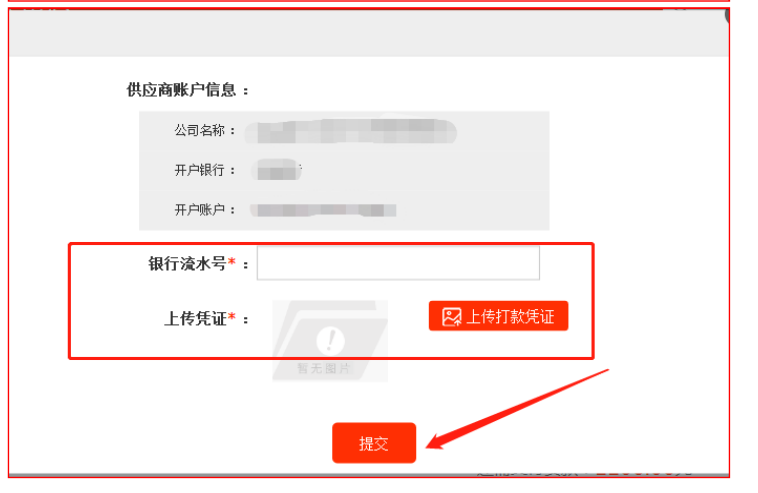 供应商账户信息：
公司名称：
开户银行：
开户账户：
银行流水号*：
上传凭证*：
上传打款凭证
暂无图片
提交